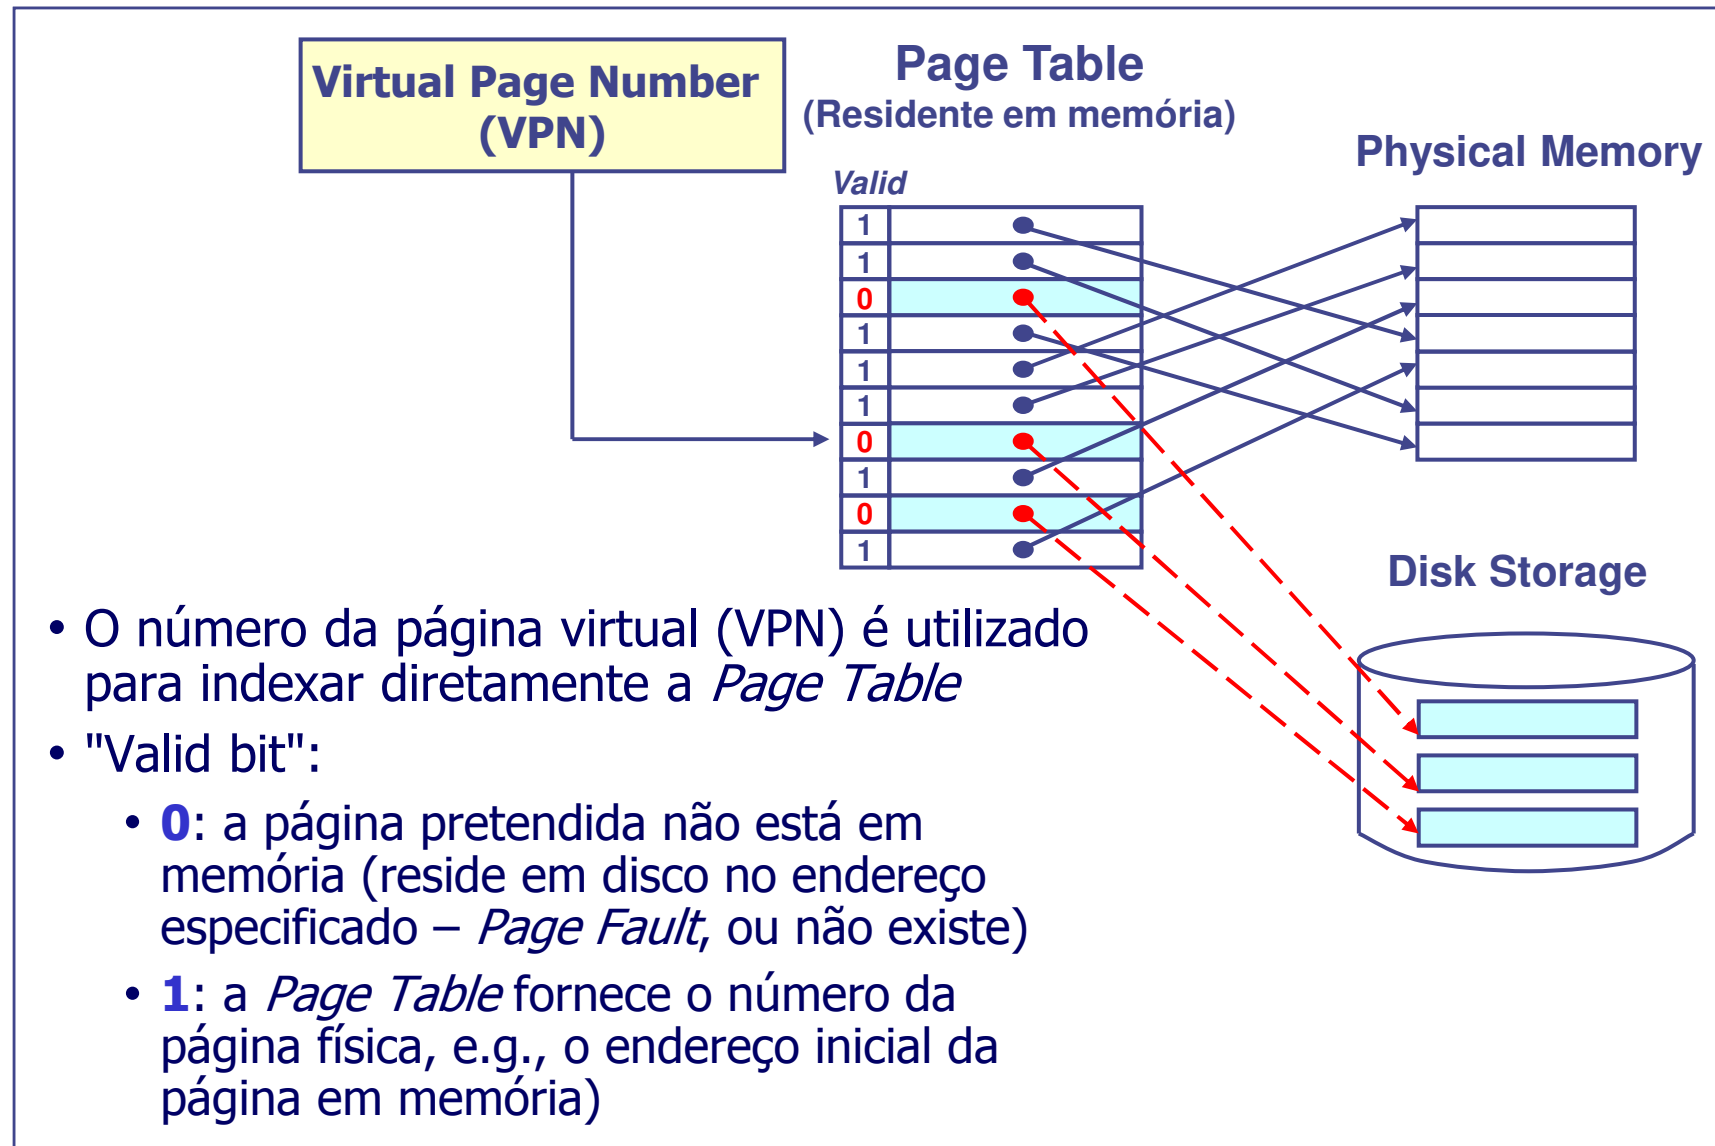 Virtual Page Number
(VPN)
Page Table
(Residente em memória)
Physical Memory
Valid
1
1
0
1
1
1
0
1
0
1
Disk Storage
• O número da página virtual (VPN) é utilizado
para indexar diretamente a Page Table
• "Valid bit":
• 0: a página pretendida não está em
memória (reside em disco no endereço
especificado – Page Fault, ou não existe)
• 1: a Page Table fornece o número da
página física, e.g., o endereço inicial da
página em memória)